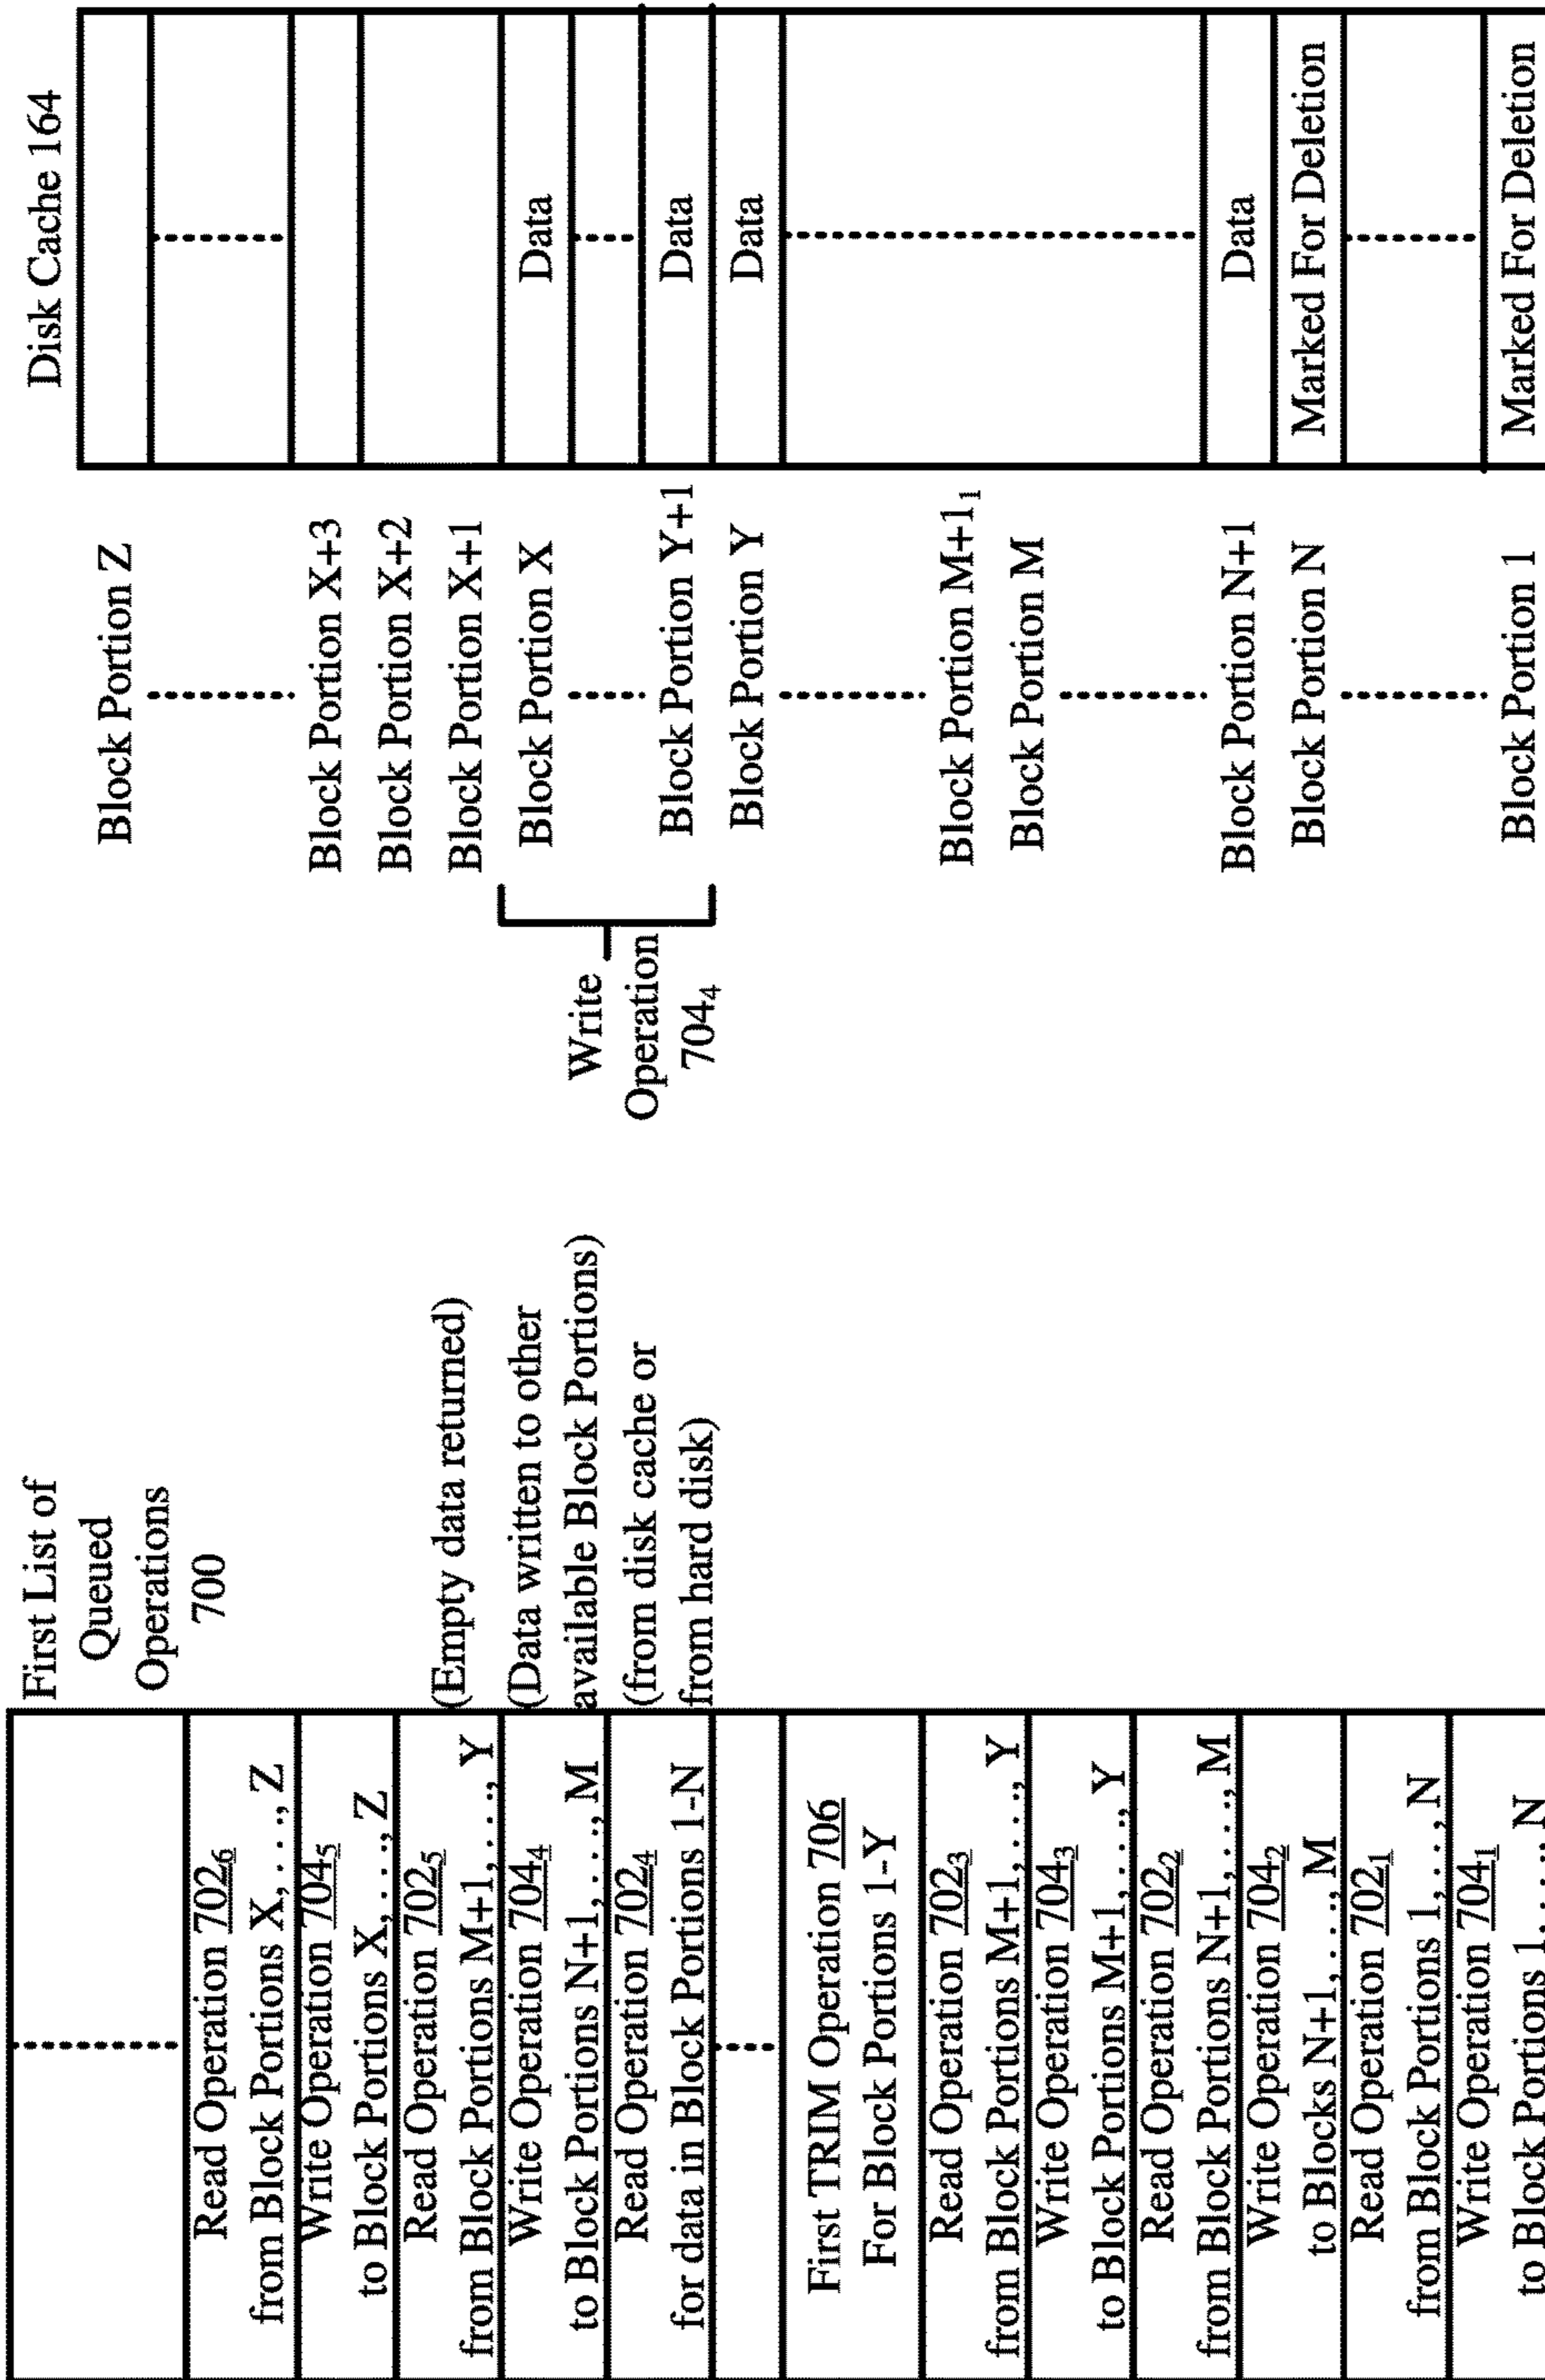 First List of
Queued
Operations
700
Read Operation 702₆
from Block Portions X,. . ., Z
Write Operation 704₅
to Block Portions X,. . ., Z
Read Operation 702₅
from Block Portions M+1,. . ., Y
Write Operation 704₄
to Block Portions N+1,. . ., M
Read Operation 702₄
for data in Block Portions 1-N
First TRIM Operation 706
For Block Portions 1-Y
Read Operation 702₃
from Block Portions M+1,. . ., Y
Write Operation 704₃
to Block Portions M+1,. . ., Y
Read Operation 702₂
from Block Portions N+1,. . ., M
Write Operation 704₂
to Blocks N+1,. . ., M
Read Operation 702₁
from Block Portions 1,. . ., N
Write Operation 704₁
to Block Portions 1,. . ., N
(Empty data returned)
(Data written to other
available Block Portions)
(from disk cache or
from hard disk)
Write
Operation
704₄
Block Portion Z
Block Portion X+3
Block Portion X+2
Block Portion X+1
Block Portion X
Block Portion Y+1
Block Portion Y
Block Portion M+1₁
Block Portion M
Block Portion N+1
Block Portion N
Block Portion 1
Disk Cache 164
Data
Data
Data
Data
Marked For Deletion
Marked For Deletion